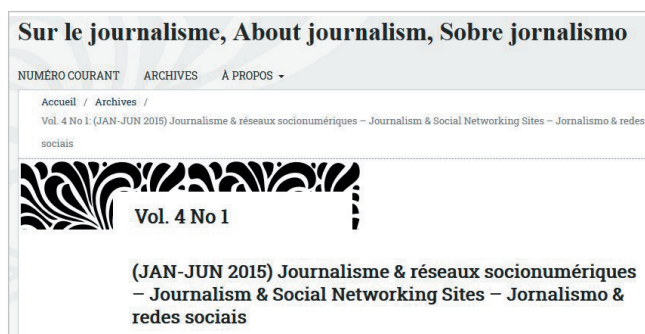 Sur le journalisme, About journalism, Sobre jornalismo
NUMÉRO COURANT ARCHIVES À PROPOS
Accueil / Archives /
Vol. 4 No 1: (JAN-JUN 2015) Journalisme & réseaux socionumériques – Journalism & Social Networking Sites – Jornalismo & redes
sociais
Vol. 4 No 1
(JAN-JUN 2015) Journalisme & réseaux socionumériques
– Journalism & Social Networking Sites – Jornalismo &
redes sociais